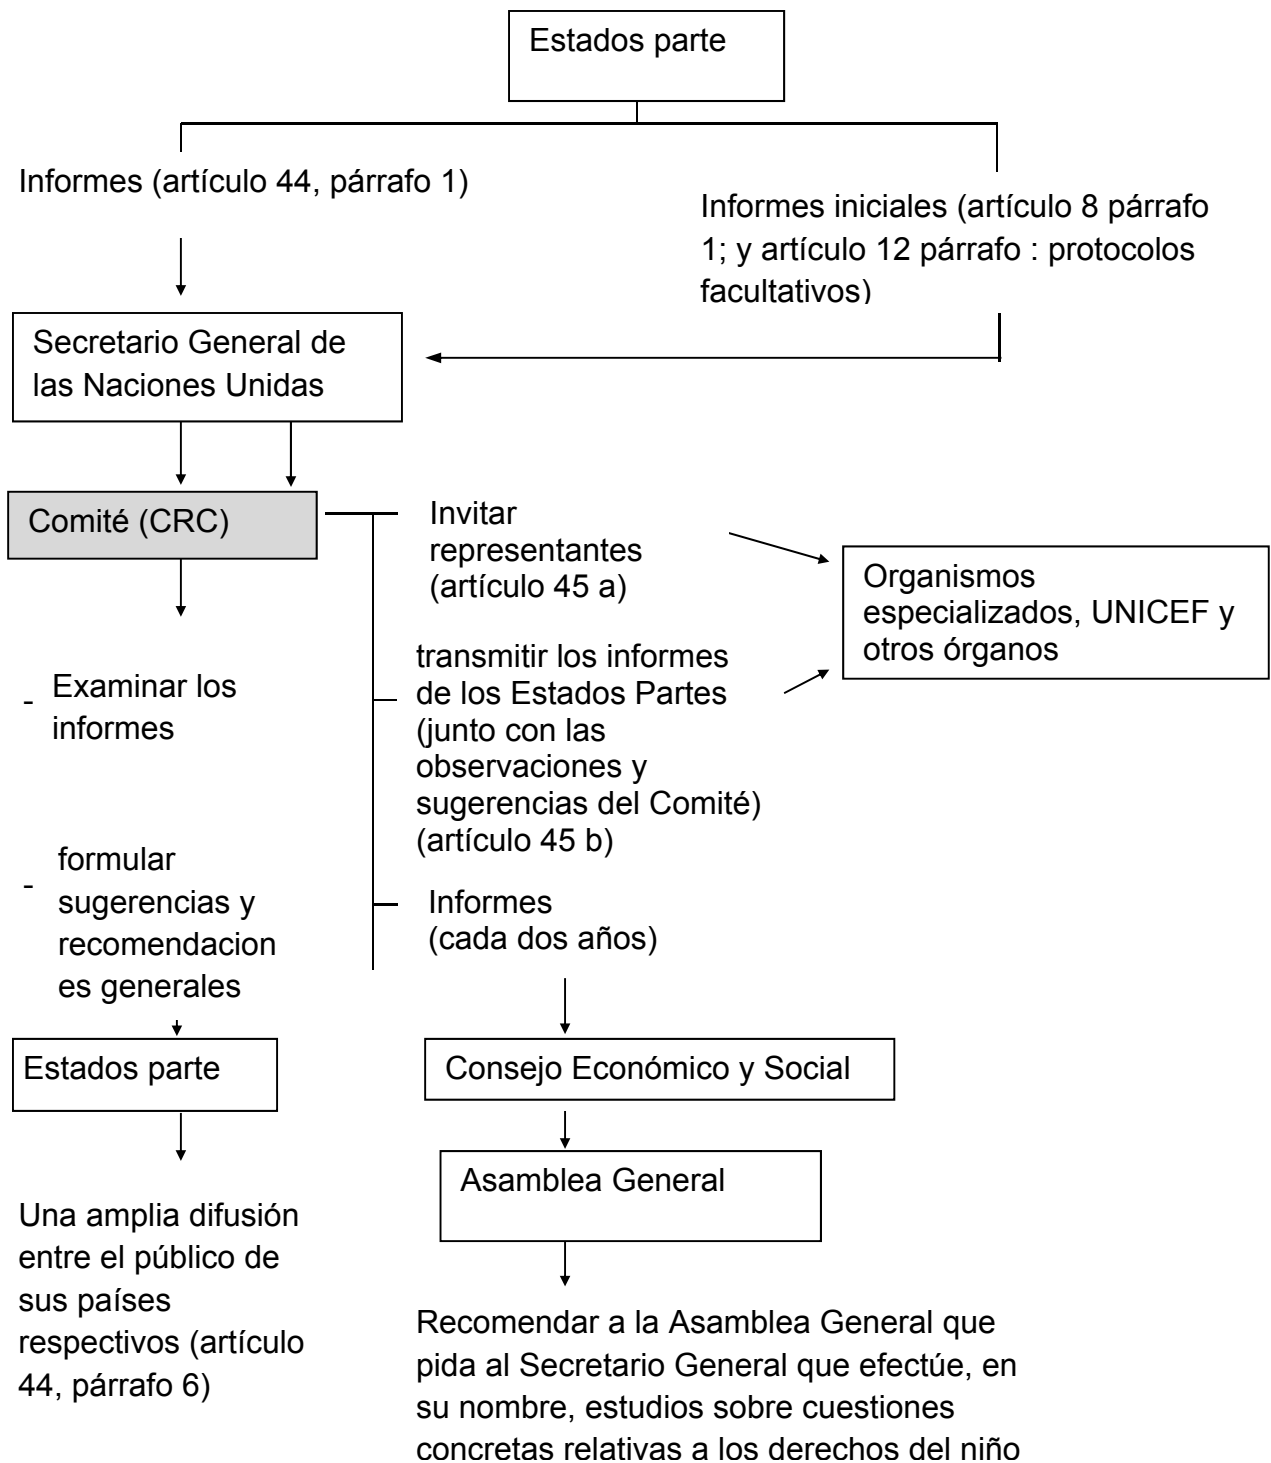 Estados parte
Informes (artículo 44, párrafo 1)
Informes iniciales (artículo 8 párrafo
1; y artículo 12 párrafo : protocolos
facultativos)
Secretario General de
las Naciones Unidas
Comité (CRC)
Invitar
representantes
(artículo 45 a)
Organismos
especializados, UNICEF y
otros órganos
transmitir los informes
de los Estados Partes
(junto con las
observaciones y
sugerencias del Comité)
(artículo 45 b)
- Examinar los
informes
- formular
sugerencias y
recomendacion
es generales
Informes
(cada dos años)
Estados parte
Consejo Económico y Social
Asamblea General
Una amplia difusión
entre el público de
sus países
respectivos (artículo
44, párrafo 6)
Recomendar a la Asamblea General que
pida al Secretario General que efectúe, en
su nombre, estudios sobre cuestiones
concretas relativas a los derechos del niño